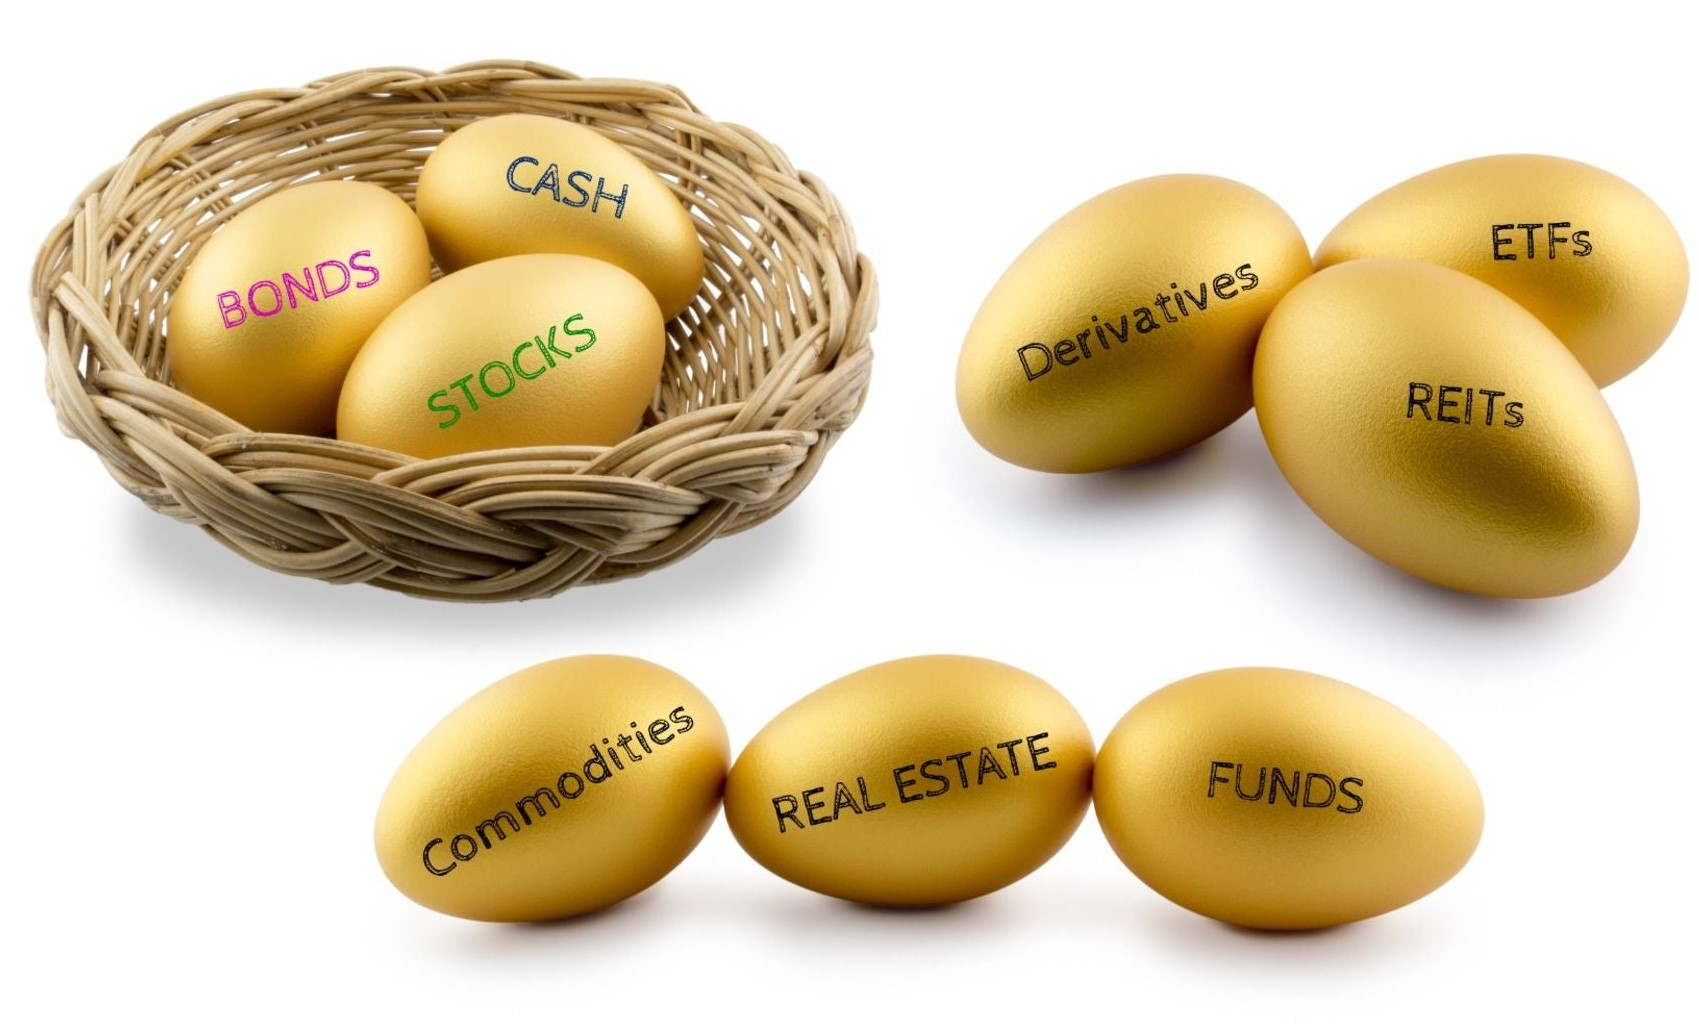 CASH
BONDS
STOCKS
ETFs
Derivatives
REITs
Commodities
REAL ESTATE
FUNDS